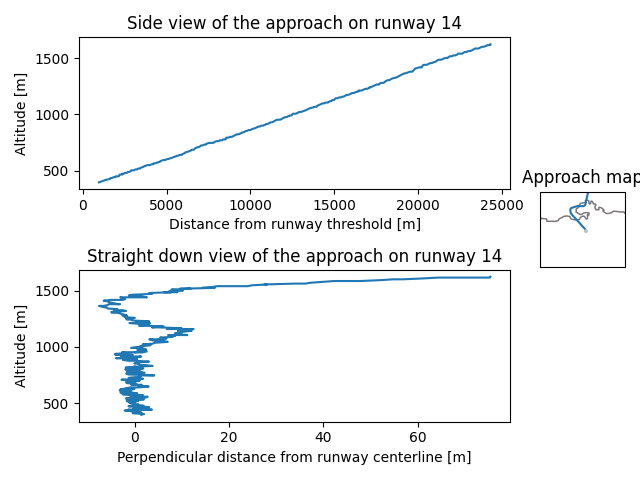 Side view of the approach on runway 14
Altitude [m]
1500
1000
500
0
5000
10000
15000
20000
25000
Distance from runway threshold [m]
Approach map
Straight down view of the approach on runway 14
Altitude [m]
1500
1000
500
0
20
40
60
Perpendicular distance from runway centerline [m]